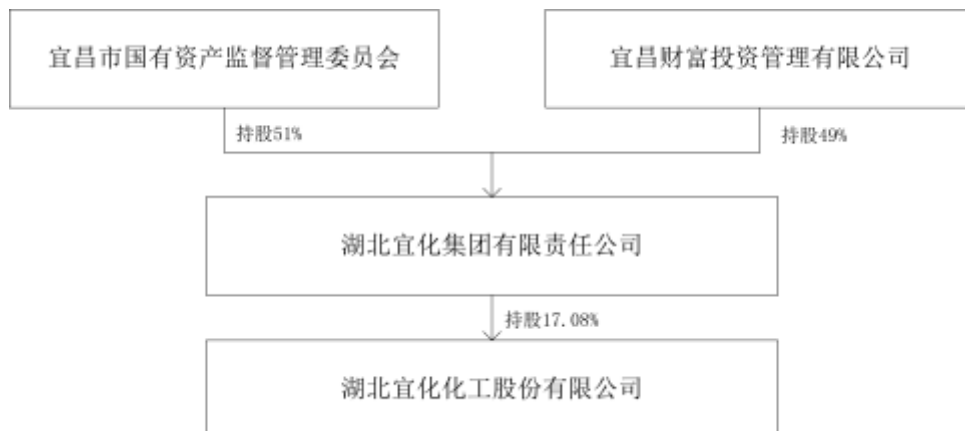 宜昌市国有资产监督管理委员会
宜昌财富投资管理有限公司
持股51%
持股49%
湖北宜化集团有限责任公司
持股17.08%
湖北宜化化工股份有限公司